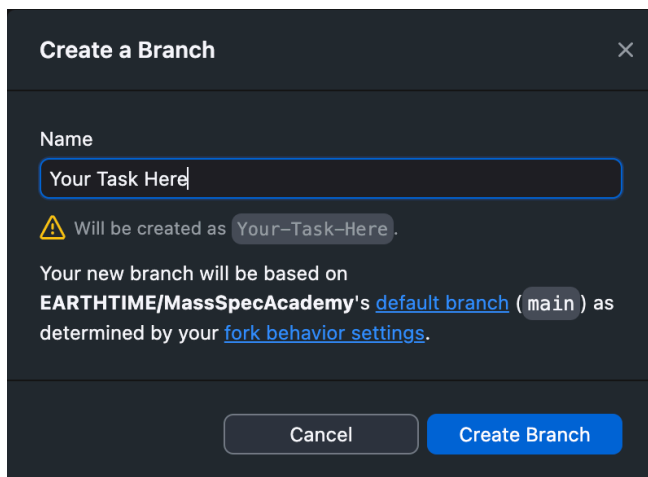 Create a Branch
Name
Your Task Here
Will be created as Your-Task-Here.
Your new branch will be based on
EARTHTIME/MassSpecAcademy's default branch (main) as
determined by your fork behavior settings.
Cancel
Create Branch